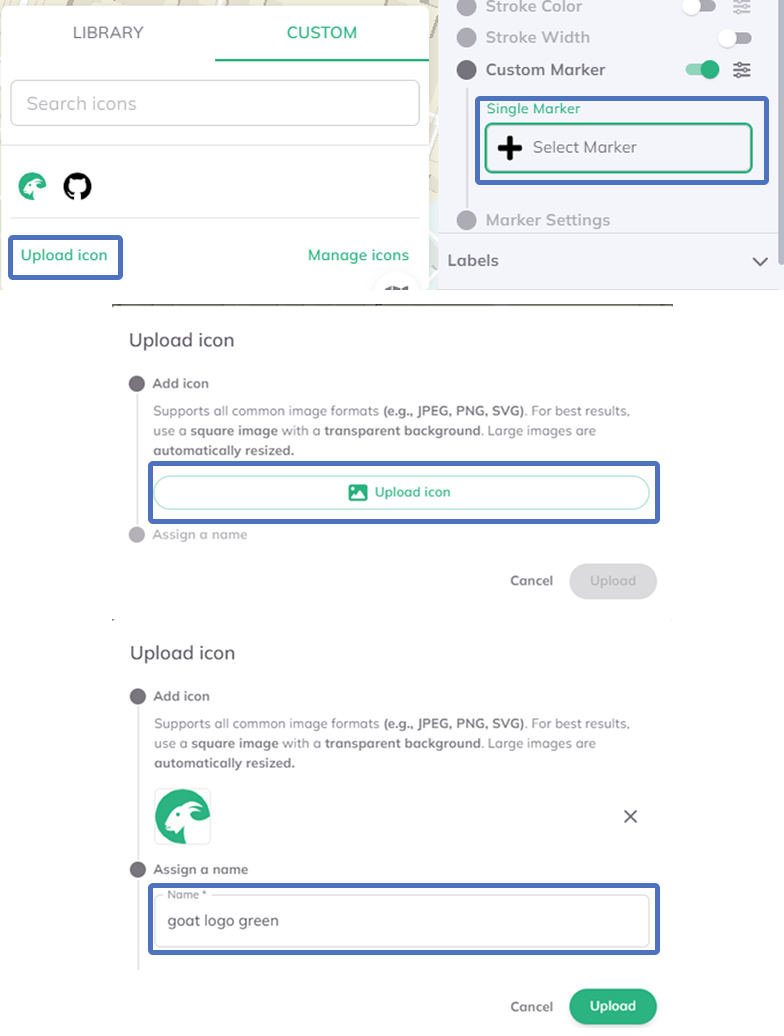 LIBRARY
CUSTOM
Search icons
Upload icon
Manage icons
Stroke Color
Stroke Width
Custom Marker
Single Marker
Select Marker
Marker Settings
Labels
Upload icon
Add icon
Supports all common image formats (e.g., JPEG, PNG, SVG). For best results,
use a square image with a transparent background. Large images are
automatically resized.
Upload icon
Assign a name
Cancel
Upload
Upload icon
Add icon
Supports all common image formats (e.g., JPEG, PNG, SVG). For best results,
use a square image with a transparent background. Large images are
automatically resized.
Assign a name
Name *
goat logo green
Cancel
Upload